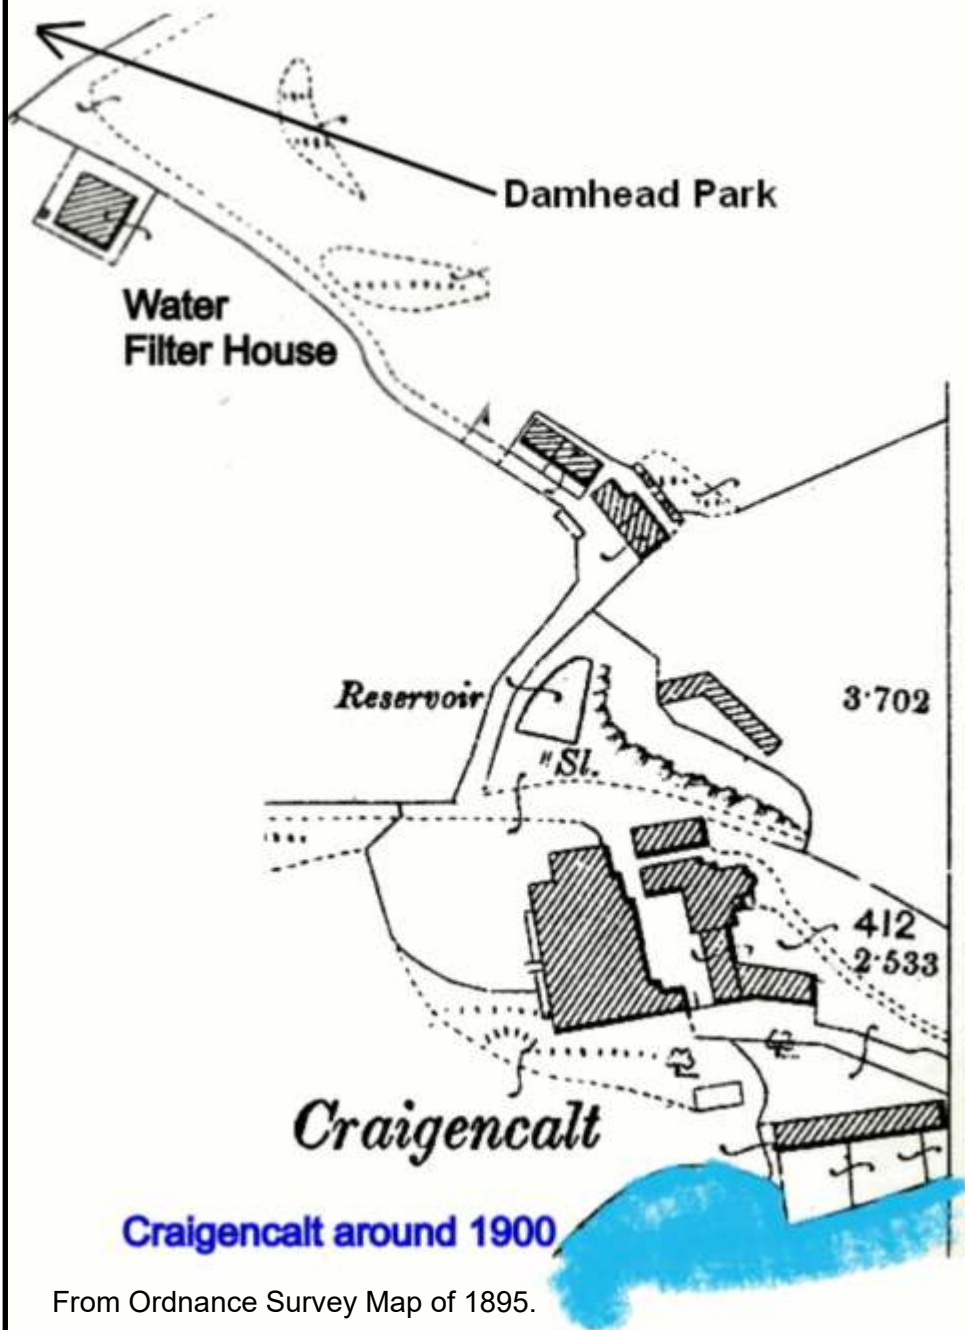 Damhead Park
Water
Filter House
Reservoir
3·702
Sl.
412
2·533
Craigencalt
Craigencalt around 1900
From Ordnance Survey Map of 1895.